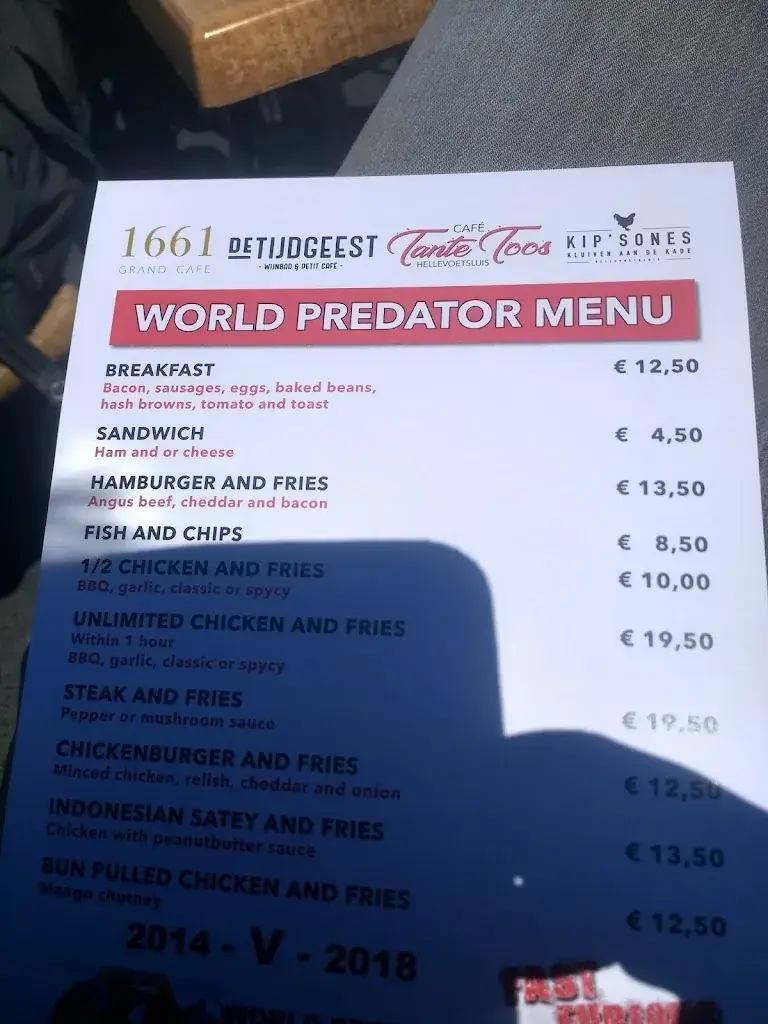 1661
GRAND CAFE
DE TIJDGEEST
- WIJNBAR & PETIT CAFÉ -
CAFÉ
Tante Toos
HELLEVOETSLUIS
KIP'SONES
KLUIVEN AAN DE KADE
WORLD PREDATOR MENU
BREAKFAST € 12,50
Bacon, sausages, eggs, baked beans,
hash browns, tomato and toast
SANDWICH € 4,50
Ham and or cheese
HAMBURGER AND FRIES € 13,50
Angus beef, cheddar and bacon
FISH AND CHIPS € 8,50
1/2 CHICKEN AND FRIES € 10,00
BBQ, garlic, classic or spycy
UNLIMITED CHICKEN AND FRIES € 19,50
Within 1 hour
BBQ, garlic, classic or spycy
STEAK AND FRIES € 19,50
Pepper or mushroom sauce
CHICKENBURGER AND FRIES € 12,50
Minced chicken, relish, cheddar and onion
INDONESIAN SATEY AND FRIES € 13,50
Chicken with peanutbutter sauce
BUN PULLED CHICKEN AND FRIES € 12,50
Mango chutney
2014 - V - 2018
FAST
WORLD